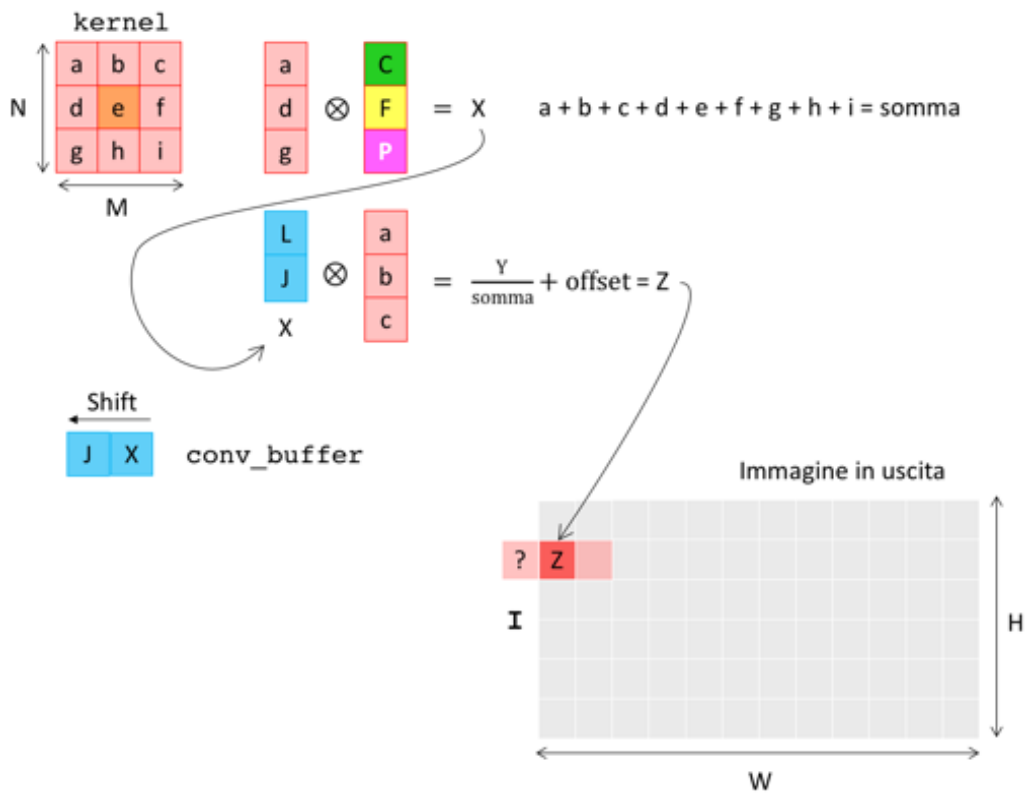 kernel
N
a b c
d e f
g h i
M
a
d
g
⊗
C
F
P
= X
a + b + c + d + e + f + g + h + i = somma
L
J
X
⊗
a
b
c
= Y/somma + offset = Z
Shift
J X
conv_buffer
Immagine in uscita
? Z
I
H
W